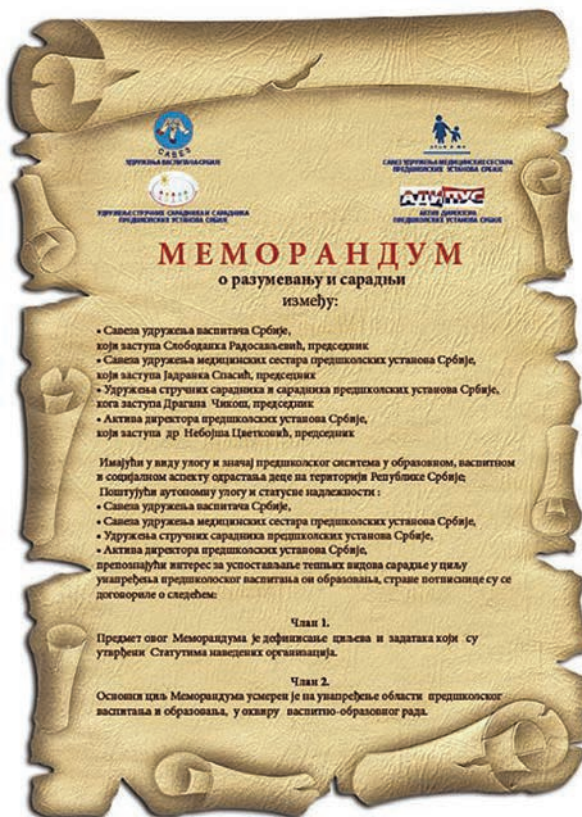 САВЕЗ
УДРУЖЕЊА ВАСПИТАЧА СРБИЈЕ
САВЕЗ УДРУЖЕЊА МЕДИЦИНСКИХ СЕСТАРА
ПРЕДШКОЛСКИХ УСТАНОВА СРБИЈЕ
УДРУЖЕЊЕ СТРУЧНИХ САРАДНИКА И САРАДНИКА
ПРЕДШКОЛСКИХ УСТАНОВА СРБИЈЕ
АДИПУС
АКТИВ ДИРЕКТОРА
ПРЕДШКОЛСКИХ УСТАНОВА СРБИЈЕ
МЕМОРАНДУМ
о разумевању и сарадњи
између:
• Савеза удружења васпитача Србије,
који заступа Слободанка Радосављевић, председник
• Савеза удружења медицинских сестара предшколских установа Србије,
који заступа Јадранка Спасић, председник
• Удружења стручних сарадника и сарадника предшколских установа Србије,
кога заступа Драгана Чикош, председник
• Актива директора предшколских установа Србије,
који заступа др Небојша Цветковић, председник
Имајући у виду улогу и значај предшколског сиситема у образовном, васпитном
и социјалном аспекту одрастања деце на територији Републике Србије;
Поштујући аутономну улогу и статусне надлежности :
• Савеза удружења васпитача Србије,
• Савеза удружења медицинских сестара предшколских установа Србије,
• Удружења стручних сарадника предшколских установа Србије,
• Актива директора предшколских установа Србије,
препознајући интерес за успостављање тешњих видова сарадње у циљу
унапређења предшколоског васпитања он образовања, стране потписнице су се
договориле о следећем:
Члан 1.
Предмет овог Меморандума је дефинисање циљева и задатака који су
утврђени Статутима наведених организација.
Члан 2.
Основни циљ Меморандума усмерен је на унапређење области предшколског
васпитања и образовања, у оквиру васпитно-образовног рада.